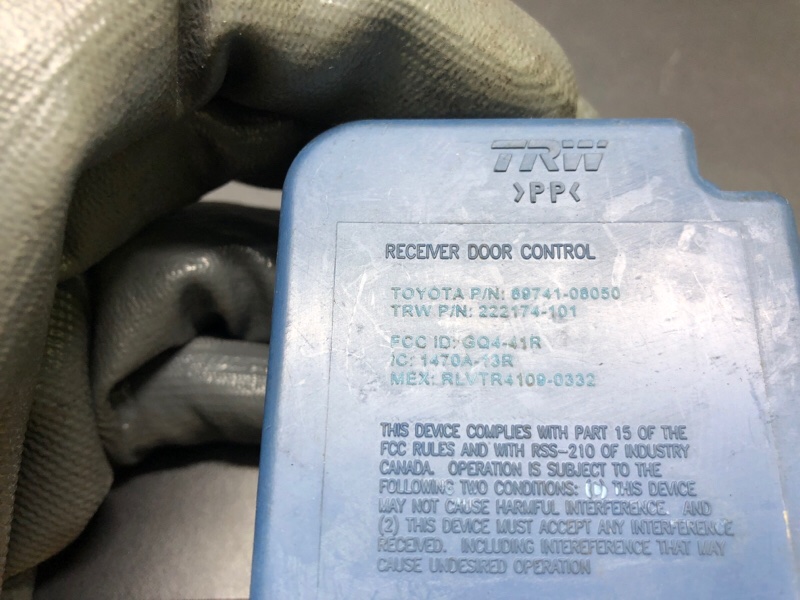 TRW
>PP<
RECEIVER DOOR CONTROL
TOYOTA P/N: 89741-06050
TRW P/N: 222174-101
FCC ID: GQ4-41R
IC: 1470A-13R
MEX: RLVTR4109-0332
THIS DEVICE COMPLIES WITH PART 15 OF THE
FCC RULES AND WITH RSS-210 OF INDUSTRY
CANADA. OPERATION IS SUBJECT TO THE
FOLLOWING TWO CONDITIONS: (1) THIS DEVICE
MAY NOT CAUSE HARMFUL INTERFERENCE. AND
(2) THIS DEVICE MUST ACCEPT ANY INTERFERENCE
RECEIVED. INCLUDING INTEREFERENCE THAT MAY
CAUSE UNDESIRED OPERATION